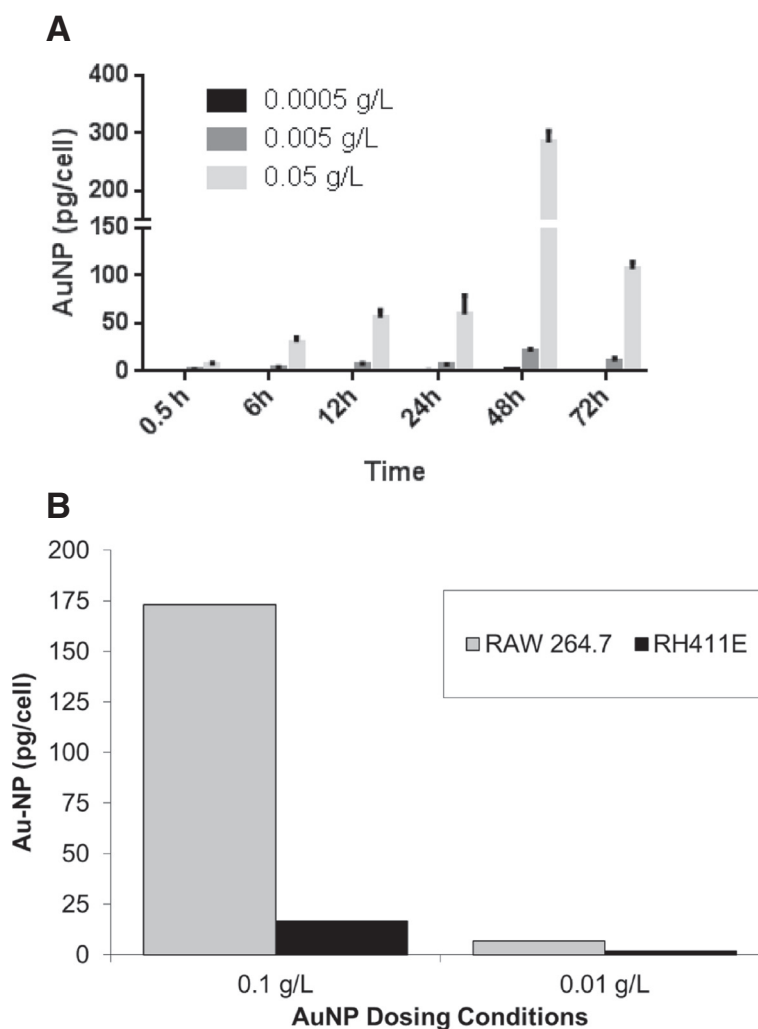 A
400
300
200
150
100
50
0
AuNP (pg/cell)
0.0005 g/L
0.005 g/L
0.05 g/L
0.5 h 6h 12h 24h 48h 72h
Time
B
200
175
150
125
100
75
50
25
0
Au-NP (pg/cell)
RAW 264.7 RH411E
0.1 g/L 0.01 g/L
AuNP Dosing Conditions